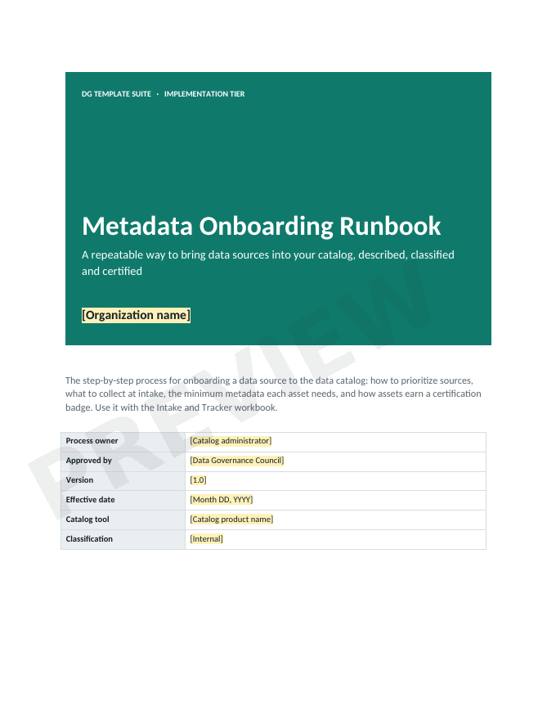 DG TEMPLATE SUITE · IMPLEMENTATION TIER
Metadata Onboarding Runbook
A repeatable way to bring data sources into your catalog, described, classified
and certified
[Organization name]
The step-by-step process for onboarding a data source to the data catalog: how to prioritize sources,
what to collect at intake, the minimum metadata each asset needs, and how assets earn a certification
badge. Use it with the Intake and Tracker workbook.
Process owner [Catalog administrator]
Approved by [Data Governance Council]
Version [1.0]
Effective date [Month DD, YYYY]
Catalog tool [Catalog product name]
Classification [Internal]
PREVIEW